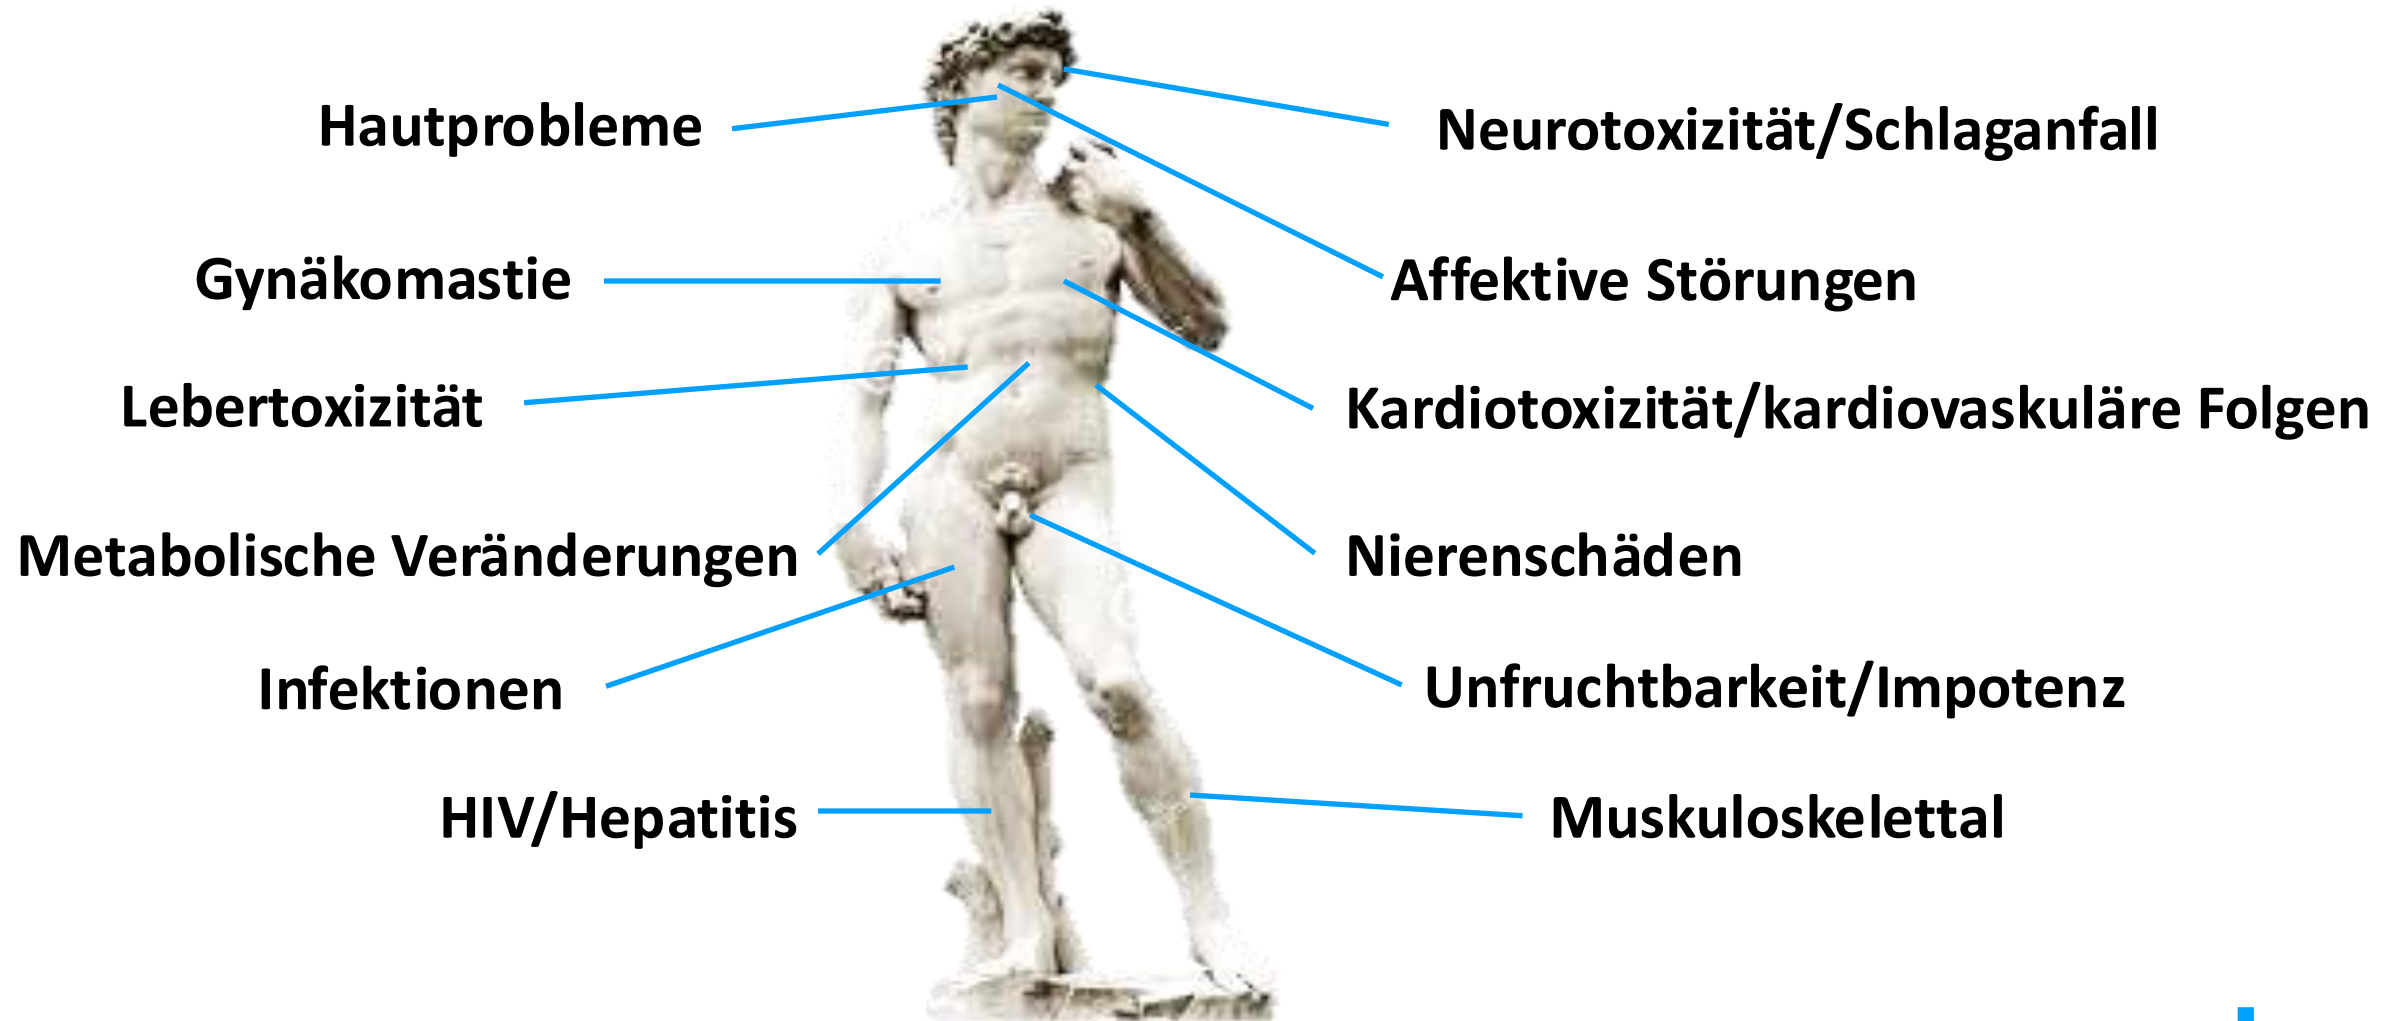 Hautprobleme
Neurotoxizität/Schlaganfall
Gynäkomastie
Affektive Störungen
Lebertoxizität
Kardiotoxizität/kardiovaskuläre Folgen
Metabolische Veränderungen
Nierenschäden
Infektionen
Unfruchtbarkeit/Impotenz
HIV/Hepatitis
Muskuloskelettal